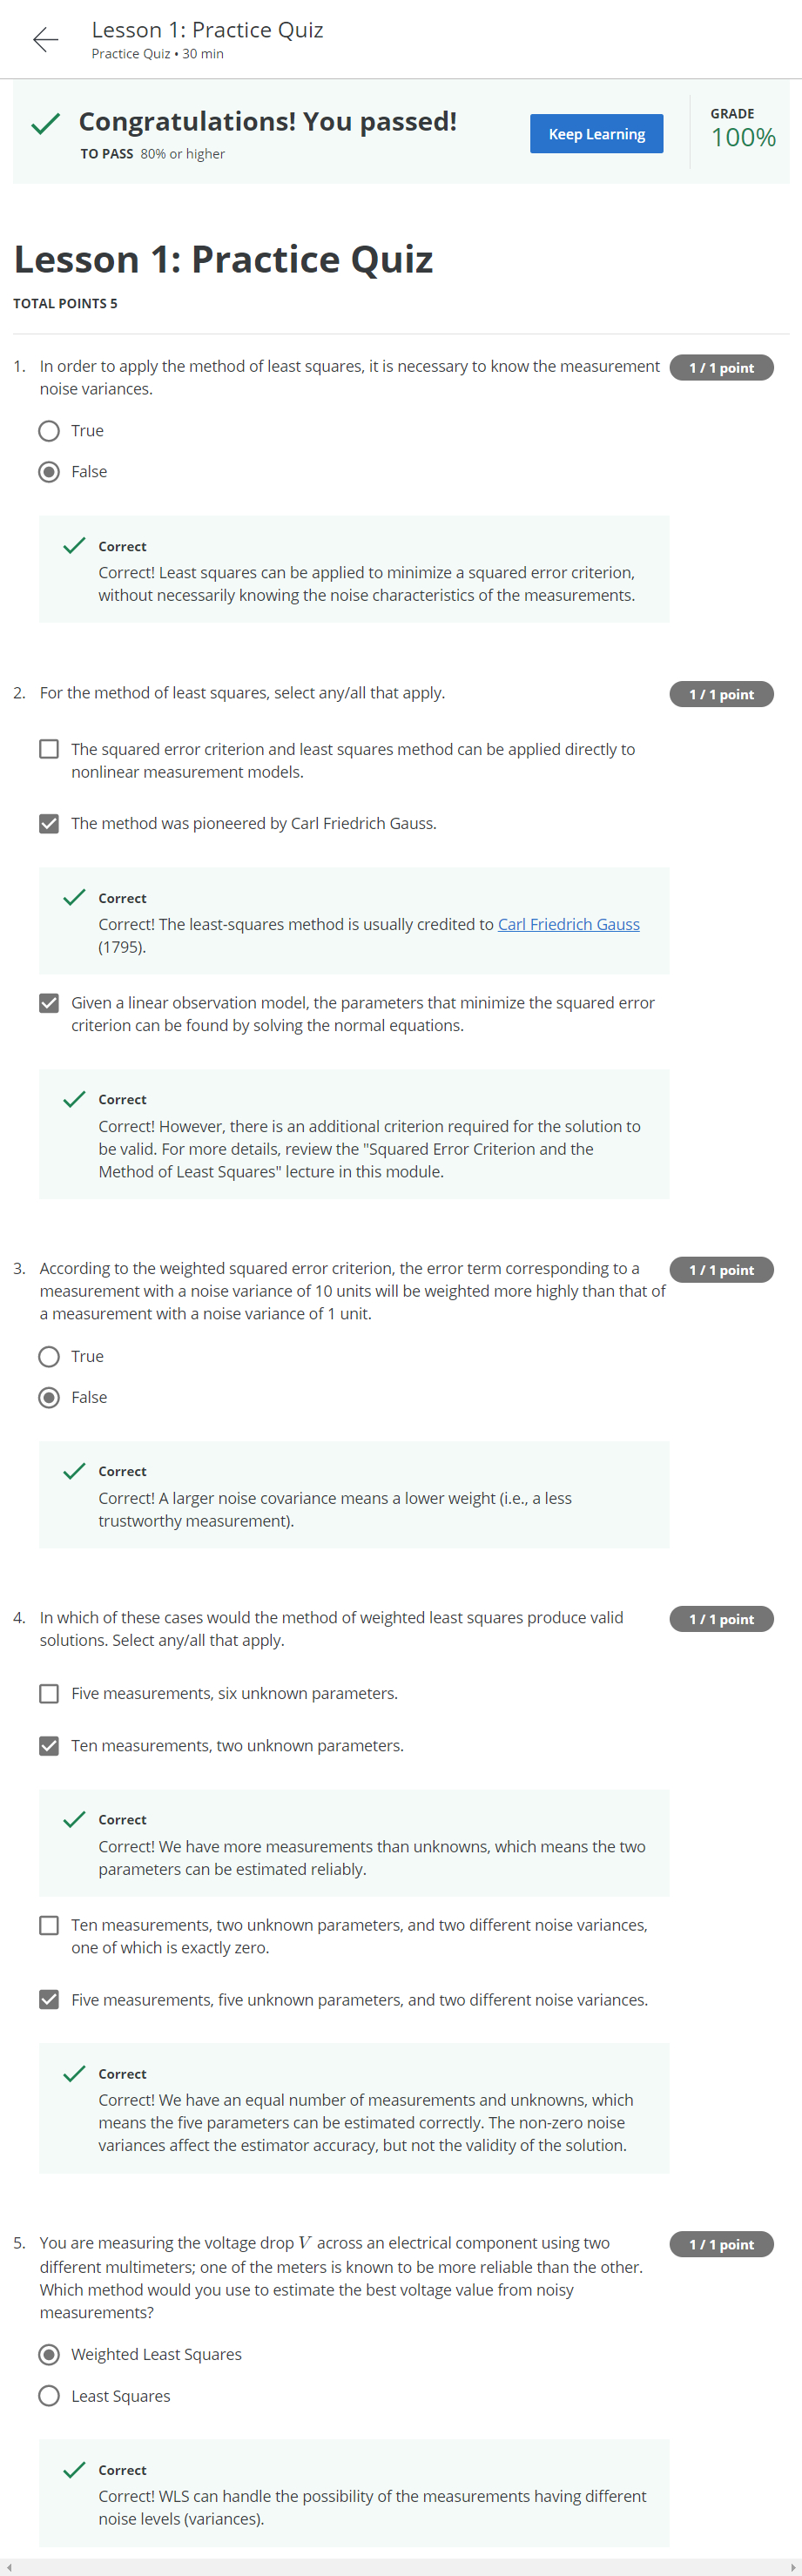 Lesson 1: Practice Quiz
Practice Quiz • 30 min
Congratulations! You passed!
TO PASS 80% or higher
Keep Learning
GRADE
100%
Lesson 1: Practice Quiz
TOTAL POINTS 5
1. In order to apply the method of least squares, it is necessary to know the measurement
noise variances.
1 / 1 point
True
False
Correct
Correct! Least squares can be applied to minimize a squared error criterion,
without necessarily knowing the noise characteristics of the measurements.
2. For the method of least squares, select any/all that apply.
1 / 1 point
The squared error criterion and least squares method can be applied directly to
nonlinear measurement models.
The method was pioneered by Carl Friedrich Gauss.
Correct
Correct! The least-squares method is usually credited to Carl Friedrich Gauss
(1795).
Given a linear observation model, the parameters that minimize the squared error
criterion can be found by solving the normal equations.
Correct
Correct! However, there is an additional criterion required for the solution to
be valid. For more details, review the "Squared Error Criterion and the
Method of Least Squares" lecture in this module.
3. According to the weighted squared error criterion, the error term corresponding to a
measurement with a noise variance of 10 units will be weighted more highly than that of
a measurement with a noise variance of 1 unit.
1 / 1 point
True
False
Correct
Correct! A larger noise covariance means a lower weight (i.e., a less
trustworthy measurement).
4. In which of these cases would the method of weighted least squares produce valid
solutions. Select any/all that apply.
1 / 1 point
Five measurements, six unknown parameters.
Ten measurements, two unknown parameters.
Correct
Correct! We have more measurements than unknowns, which means the two
parameters can be estimated reliably.
Ten measurements, two unknown parameters, and two different noise variances,
one of which is exactly zero.
Five measurements, five unknown parameters, and two different noise variances.
Correct
Correct! We have an equal number of measurements and unknowns, which
means the five parameters can be estimated correctly. The non-zero noise
variances affect the estimator accuracy, but not the validity of the solution.
5. You are measuring the voltage drop V across an electrical component using two
different multimeters; one of the meters is known to be more reliable than the other.
Which method would you use to estimate the best voltage value from noisy
measurements?
1 / 1 point
Weighted Least Squares
Least Squares
Correct
Correct! WLS can handle the possibility of the measurements having different
noise levels (variances).